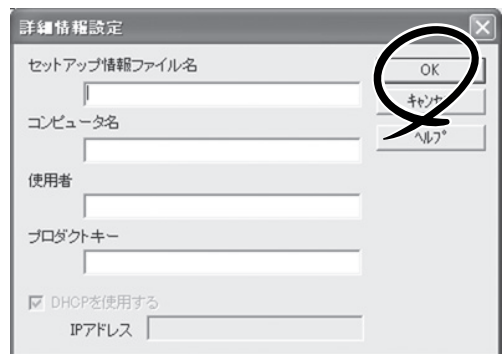 詳細情報設定
セットアップ情報ファイル名
OK
キャンセル
コンピュータ名
ヘルプ
使用者
プロダクトキー
DHCPを使用する
IPアドレス